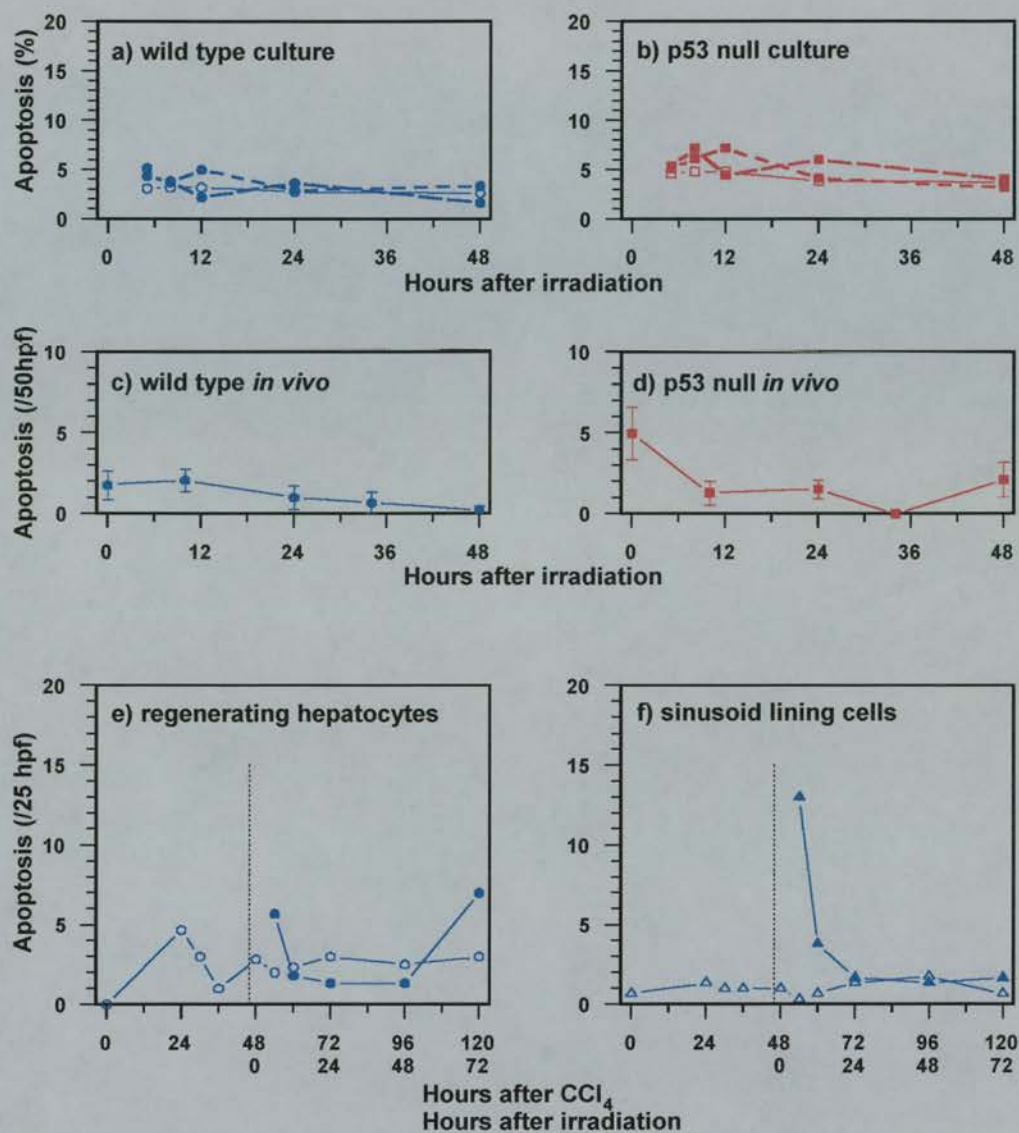 a) wild type culture
b) p53 null culture
Apoptosis (%)
20
15
10
5
0
20
15
10
5
0
0 12 24 36 48
0 12 24 36 48
Hours after irradiation
c) wild type in vivo
d) p53 null in vivo
Apoptosis (/50hpf)
10
5
0
10
5
0
0 12 24 36 48
0 12 24 36 48
Hours after irradiation
e) regenerating hepatocytes
f) sinusoid lining cells
Apoptosis (/25 hpf)
20
15
10
5
0
20
15
10
5
0
0 24 48 72 96 120
0 24 48 72
0 24 48 72 96 120
0 24 48 72
Hours after CCl₄
Hours after irradiation